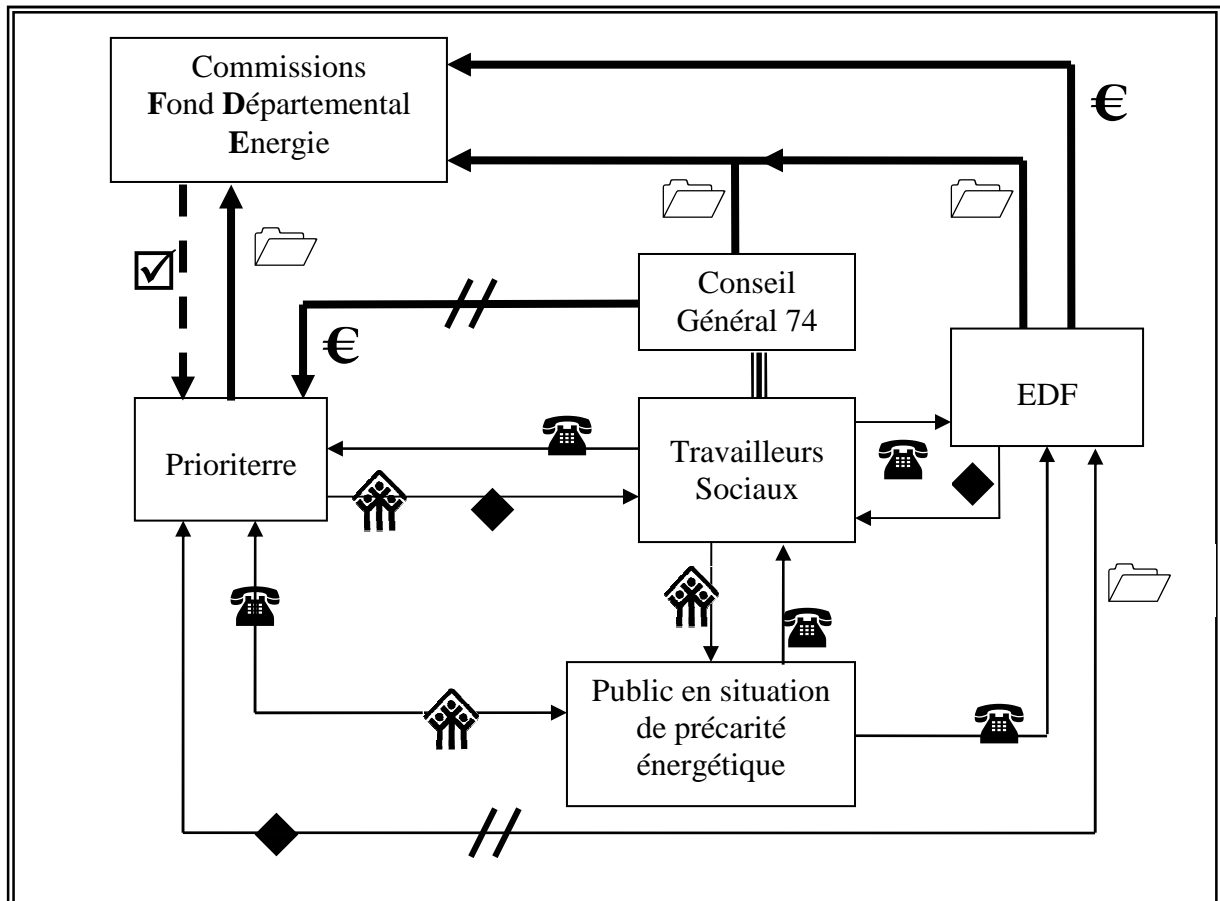 Commissions
Fond Départemental
Energie
€
Conseil
Général 74
€
EDF
Prioriterre
Travailleurs
Sociaux
Public en situation
de précarité
énergétique